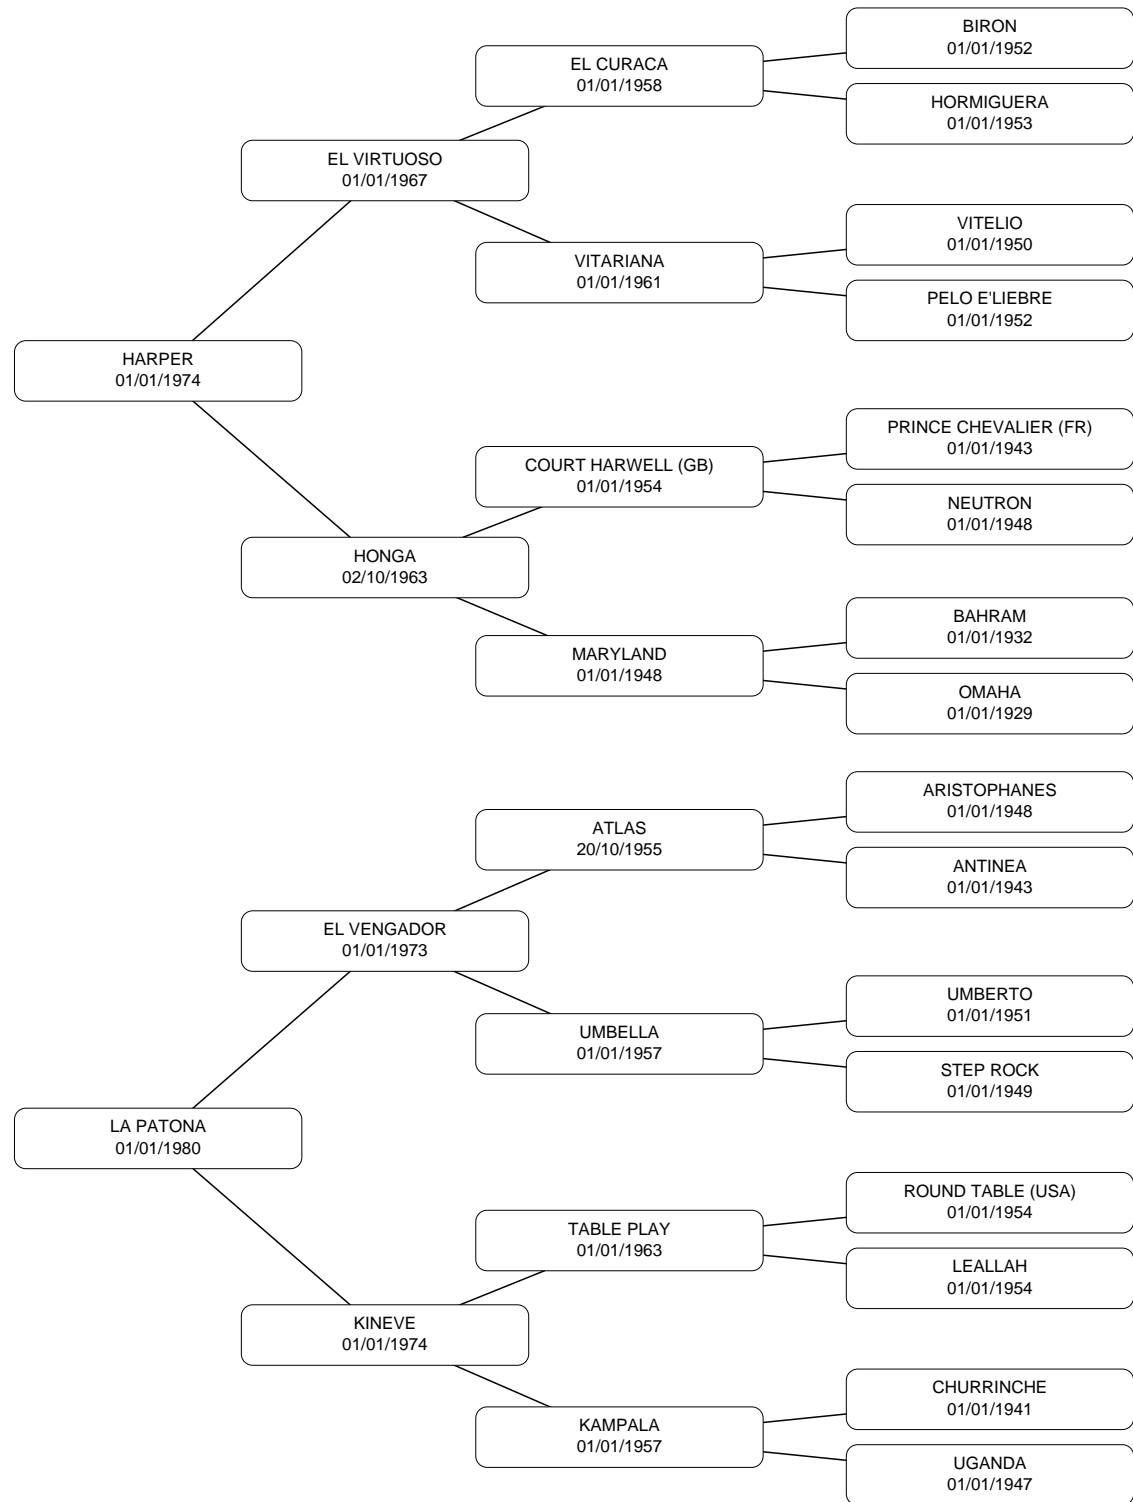 BIRON
01/01/1952
EL CURACA
01/01/1958
HORMIGUERA
01/01/1953
EL VIRTUOSO
01/01/1967
VITELIO
01/01/1950
VITARIANA
01/01/1961
PELO E'LIEBRE
01/01/1952
HARPER
01/01/1974
PRINCE CHEVALIER (FR)
01/01/1943
COURT HARWELL (GB)
01/01/1954
NEUTRON
01/01/1948
HONGA
02/10/1963
BAHRAM
01/01/1932
MARYLAND
01/01/1948
OMAHA
01/01/1929
ARISTOPHANES
01/01/1948
ATLAS
20/10/1955
ANTINEA
01/01/1943
EL VENGADOR
01/01/1973
UMBERTO
01/01/1951
UMBELLA
01/01/1957
STEP ROCK
01/01/1949
LA PATONA
01/01/1980
ROUND TABLE (USA)
01/01/1954
TABLE PLAY
01/01/1963
LEALLAH
01/01/1954
KINEVE
01/01/1974
CHURRINCHE
01/01/1941
KAMPALA
01/01/1957
UGANDA
01/01/1947